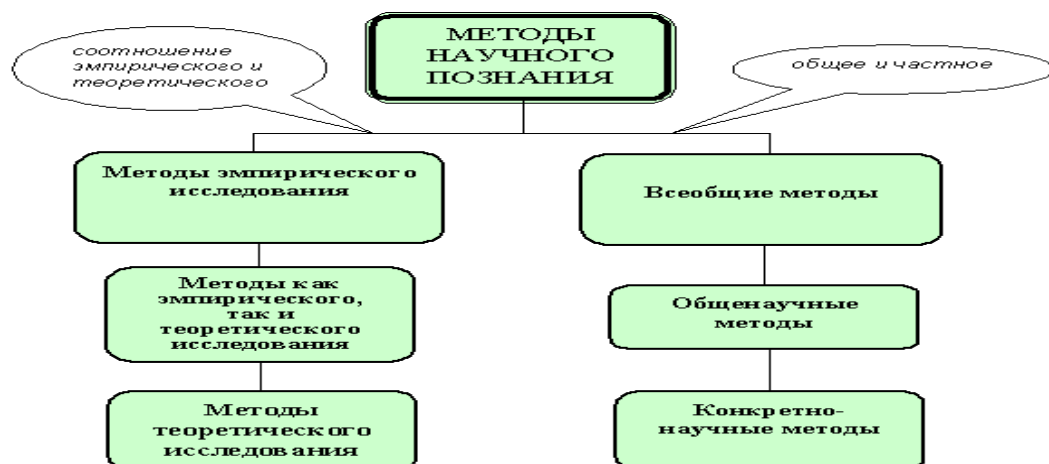 МЕТОДЫ
НАУЧНОГО
ПОЗНАНИЯ
соотношение
эмпирического и
теоретического
общее и частное
Методы эмпирического
исследования
Всеобщие методы
Методы как
эмпирического,
так и
теоретического
исследования
Общенаучные
методы
Методы
теоретического
исследования
Конкретно-
научные методы